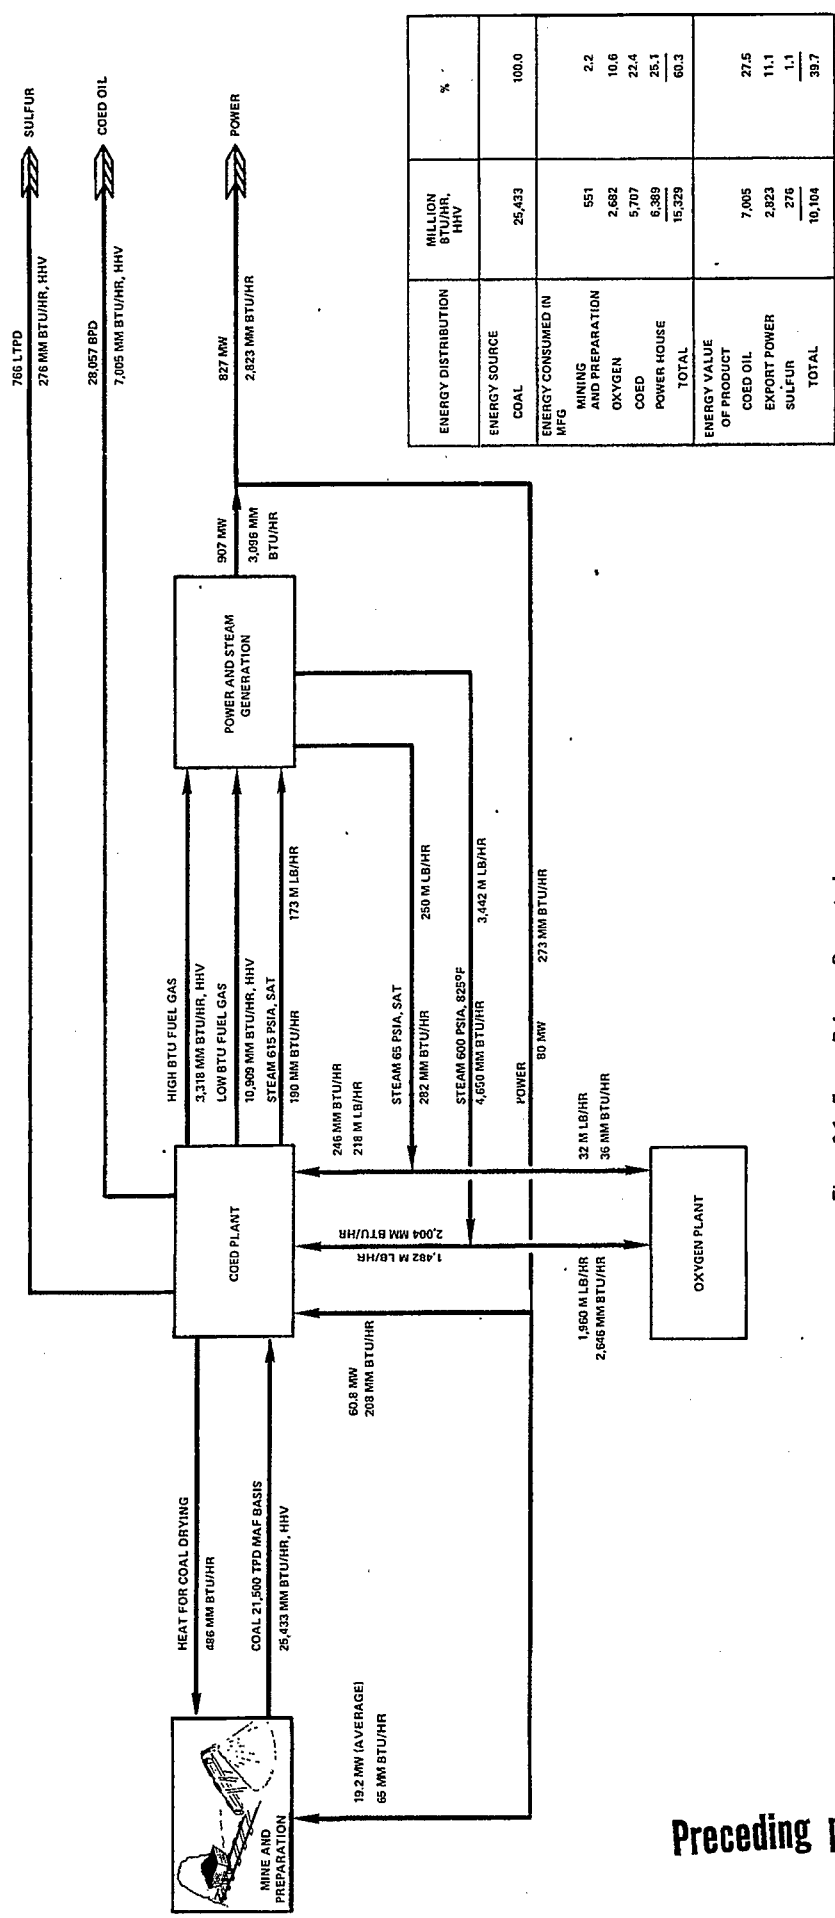 766 LTPD
276 MM BTU/HR, HHV
SULFUR
28,057 BPD
7,005 MM BTU/HR, HHV
COED OIL
827 MW
2,823 MM BTU/HR
POWER
907 MW
3,096 MM
BTU/HR
HEAT FOR COAL DRYING
486 MM BTU/HR
COAL 21,500 TPD MAF BASIS
25,433 MM BTU/HR, HHV
MINE AND
PREPARATION
COED PLANT
HIGH BTU FUEL GAS
3,318 MM BTU/HR, HHV
LOW BTU FUEL GAS
10,909 MM BTU/HR, HHV
STEAM 615 PSIA, SAT
190 MM BTU/HR
173 M LB/HR
POWER AND STEAM
GENERATION
19.2 MW (AVERAGE)
65 MM BTU/HR
60.8 MW
208 MM BTU/HR
1,482 M LB/HR
2,004 MM BTU/HR
246 MM BTU/HR
218 M LB/HR
STEAM 65 PSIA, SAT
282 MM BTU/HR
250 M LB/HR
STEAM 600 PSIA, 825°F
4,650 MM BTU/HR
3,442 M LB/HR
POWER
80 MW
273 MM BTU/HR
1,960 M LB/HR
2,646 MM BTU/HR
32 M LB/HR
36 MM BTU/HR
OXYGEN PLANT
ENERGY DISTRIBUTION
MILLION
BTU/HR,
HHV
%
ENERGY SOURCE
COAL 25,433 100.0
ENERGY CONSUMED IN
MFG
MINING
AND PREPARATION 551 2.2
OXYGEN 2,682 10.6
COED 5,707 22.4
POWER HOUSE 6,389 25.1
TOTAL 15,329 60.3
ENERGY VALUE
OF PRODUCT
COED OIL 7,005 27.5
EXPORT POWER 2,823 11.1
SULFUR 276 1.1
TOTAL 10,104 39.7
Preceding